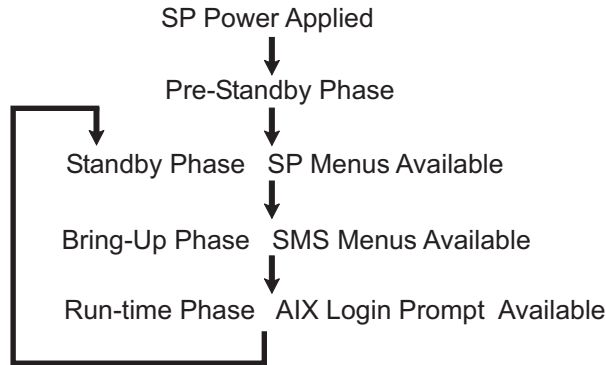 SP Power Applied
Pre-Standby Phase
Standby Phase SP Menus Available
Bring-Up Phase SMS Menus Available
Run-time Phase AIX Login Prompt Available